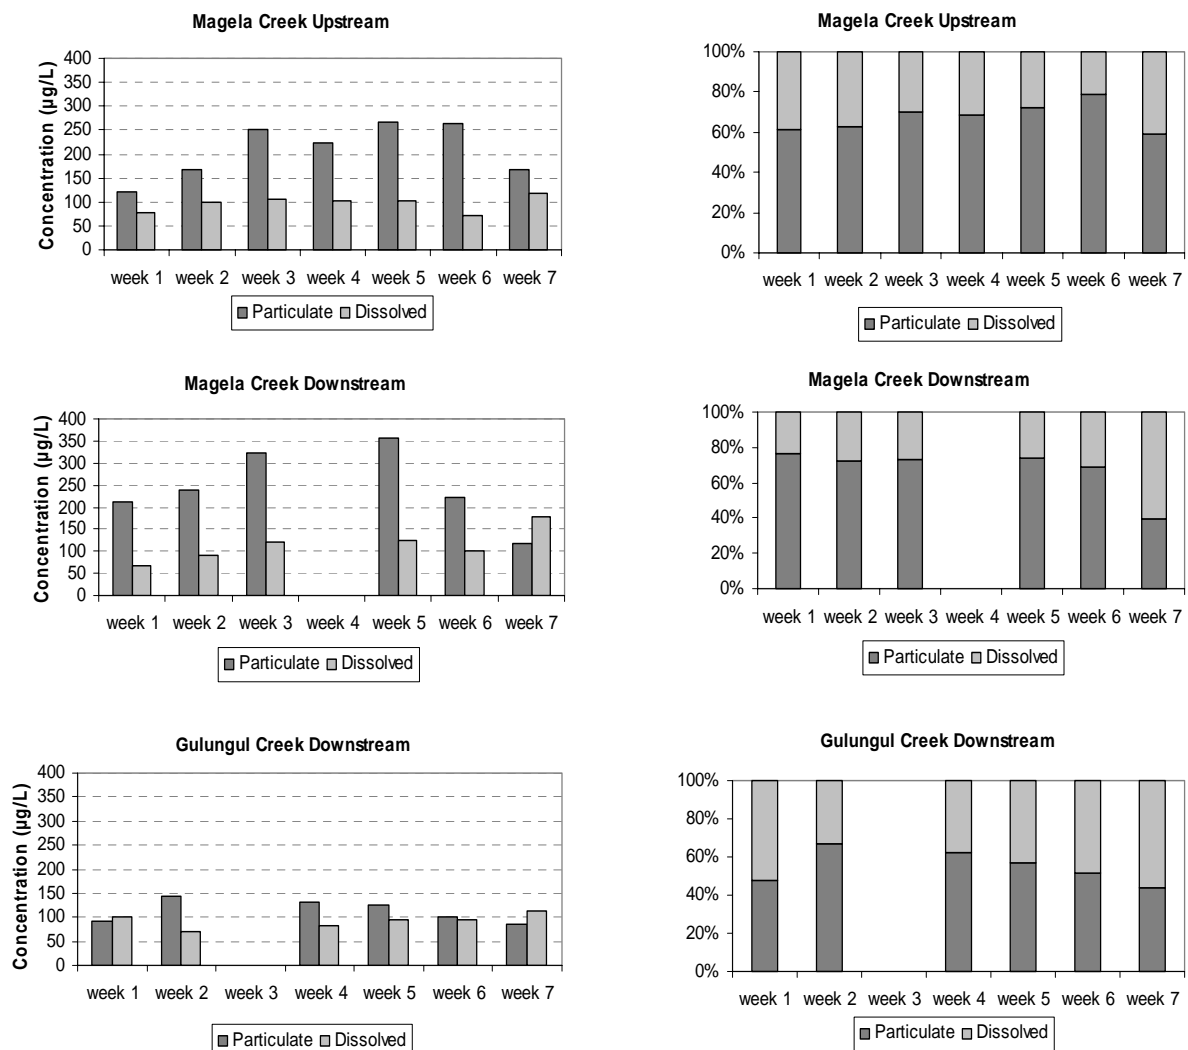 Magela Creek Upstream
Concentration (µg/L)
400
350
300
250
200
150
100
50
0
week 1 week 2 week 3 week 4 week 5 week 6 week 7
Particulate Dissolved
Magela Creek Upstream
100%
80%
60%
40%
20%
0%
week 1 week 2 week 3 week 4 week 5 week 6 week 7
Particulate Dissolved
Magela Creek Downstream
Concentration (µg/L)
400
350
300
250
200
150
100
50
0
week 1 week 2 week 3 week 4 week 5 week 6 week 7
Particulate Dissolved
Magela Creek Downstream
100%
80%
60%
40%
20%
0%
week 1 week 2 week 3 week 4 week 5 week 6 week 7
Particulate Dissolved
Gulungul Creek Downstream
Concentration (µg/L)
400
350
300
250
200
150
100
50
0
week 1 week 2 week 3 week 4 week 5 week 6 week 7
Particulate Dissolved
Gulungul Creek Downstream
100%
80%
60%
40%
20%
0%
week 1 week 2 week 3 week 4 week 5 week 6 week 7
Particulate Dissolved